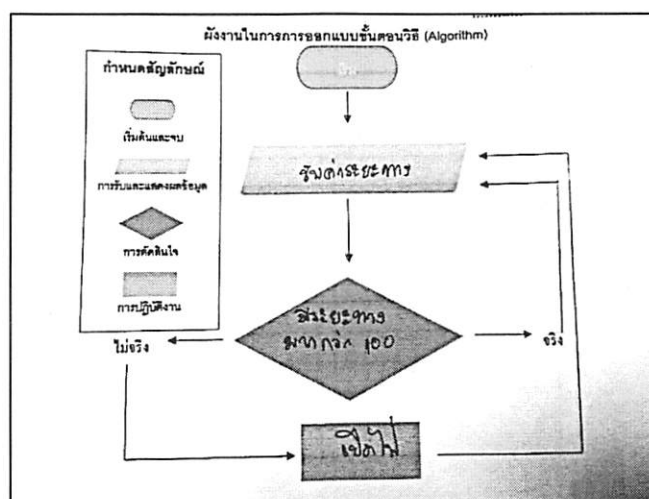 ผังงานในการการออกแบบขั้นตอนวิธี (Algorithm)
กำหนดสัญลักษณ์
เริ่มต้นและจบ
การรับและแสดงผลข้อมูล
การตัดสินใจ
การปฏิบัติงาน
รับค่าระยะทาง
มีระยะทาง
มากกว่า 100
ไม่จริง
จริง
เปิดไฟ